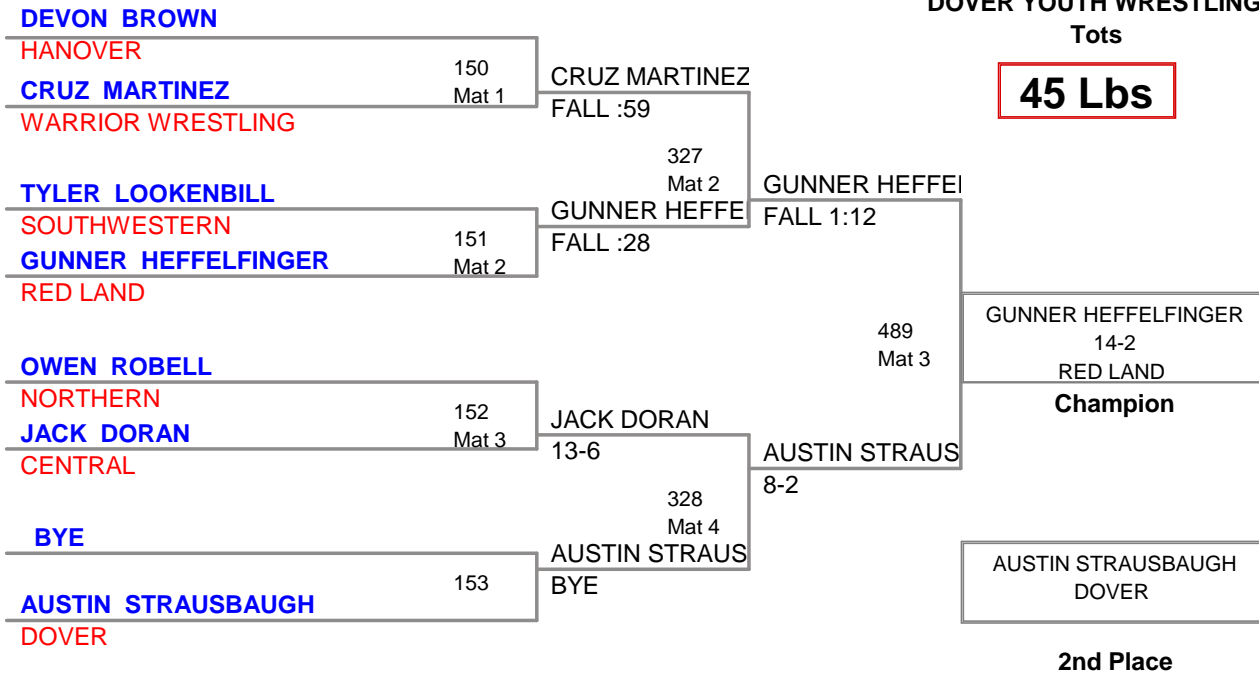 DOVER YOUTH WRESTLING
Tots
45 Lbs
DEVON BROWN
HANOVER
CRUZ MARTINEZ
WARRIOR WRESTLING
150
Mat 1
CRUZ MARTINEZ
FALL :59
TYLER LOOKENBILL
SOUTHWESTERN
GUNNER HEFFELFINGER
RED LAND
151
Mat 2
GUNNER HEFFE
FALL :28
327
Mat 2
GUNNER HEFFEI
FALL 1:12
OWEN ROBELL
NORTHERN
JACK DORAN
CENTRAL
152
Mat 3
JACK DORAN
13-6
BYE
AUSTIN STRAUSBAUGH
DOVER
153
AUSTIN STRAUS
BYE
328
Mat 4
AUSTIN STRAUS
8-2
489
Mat 3
GUNNER HEFFELFINGER
14-2
RED LAND
Champion
AUSTIN STRAUSBAUGH
DOVER
2nd Place